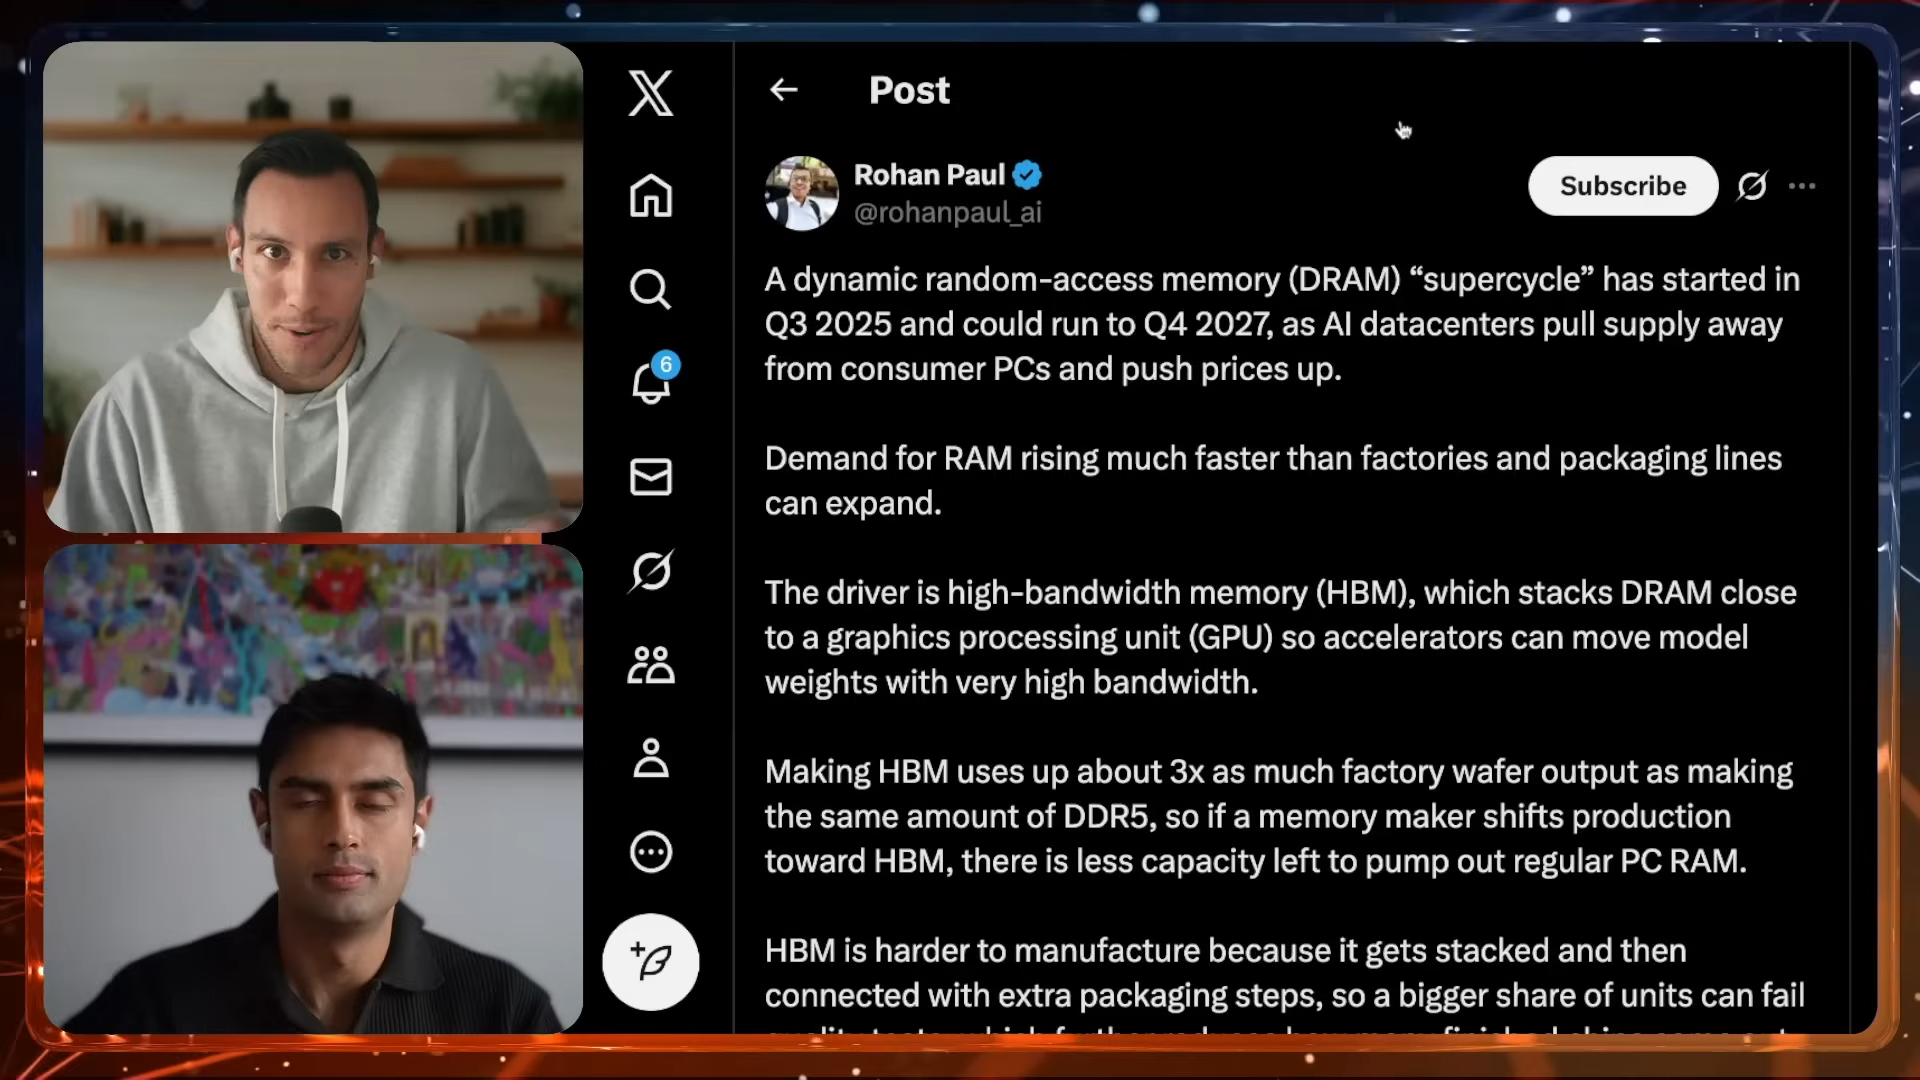 Post
Rohan Paul
@rohanpaul_ai
Subscribe
6
A dynamic random-access memory (DRAM) “supercycle” has started in
Q3 2025 and could run to Q4 2027, as AI datacenters pull supply away
from consumer PCs and push prices up.
Demand for RAM rising much faster than factories and packaging lines
can expand.
The driver is high-bandwidth memory (HBM), which stacks DRAM close
to a graphics processing unit (GPU) so accelerators can move model
weights with very high bandwidth.
Making HBM uses up about 3x as much factory wafer output as making
the same amount of DDR5, so if a memory maker shifts production
toward HBM, there is less capacity left to pump out regular PC RAM.
HBM is harder to manufacture because it gets stacked and then
connected with extra packaging steps, so a bigger share of units can fail